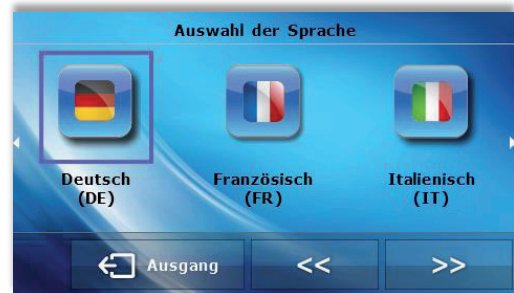 Auswahl der Sprache
Deutsch Französisch Italienisch
(DE) (FR) (IT)
Ausgang << >>